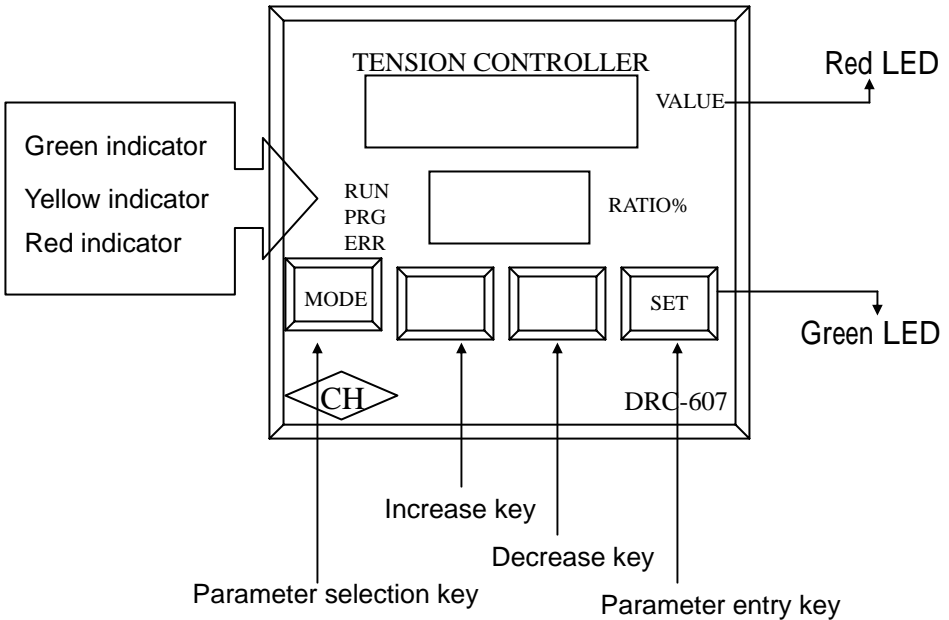 TENSION CONTROLLER
Red LED
VALUE
Green indicator
Yellow indicator
Red indicator
RUN
PRG
ERR
RATIO%
MODE
SET
Green LED
CH
DRC-607
Increase key
Decrease key
Parameter selection key
Parameter entry key